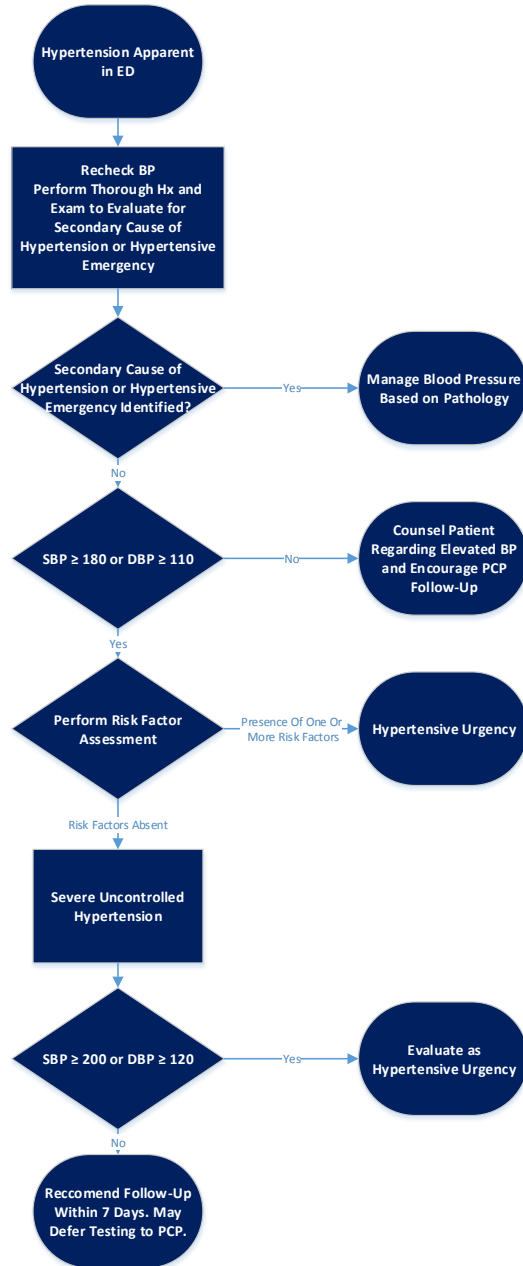 Hypertension Apparent
in ED
Recheck BP
Perform Thorough Hx and
Exam to Evaluate for
Secondary Cause of
Hypertension or Hypertensive
Emergency
Secondary Cause of
Hypertension or Hypertensive
Emergency Identified?
Yes
Manage Blood Pressure
Based on Pathology
No
SBP ≥ 180 or DBP ≥ 110
No
Counsel Patient
Regarding Elevated BP
and Encourage PCP
Follow-Up
Yes
Perform Risk Factor
Assessment
Presence Of One Or
More Risk Factors
Hypertensive Urgency
Risk Factors Absent
Severe Uncontrolled
Hypertension
SBP ≥ 200 or DBP ≥ 120
Yes
Evaluate as
Hypertensive Urgency
No
Reccomend Follow-Up
Within 7 Days. May
Defer Testing to PCP.